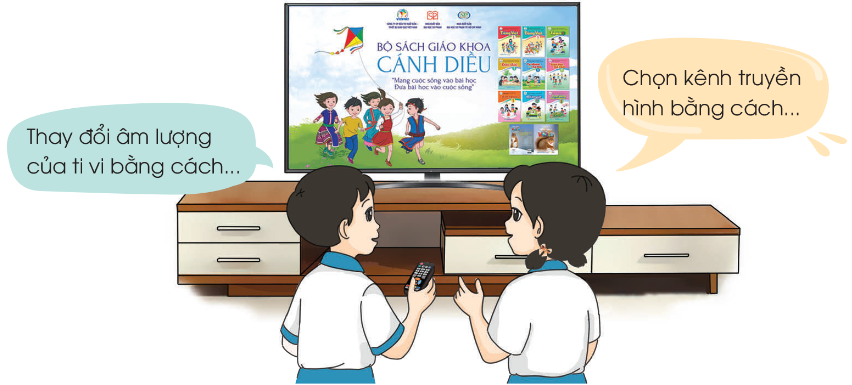 BỘ SÁCH GIÁO KHOA
CÁNH DIỀU
"Mang cuộc sống vào bài học
Đưa bài học vào cuộc sống"
Thay đổi âm lượng
của ti vi bằng cách...
Chọn kênh truyền
hình bằng cách...